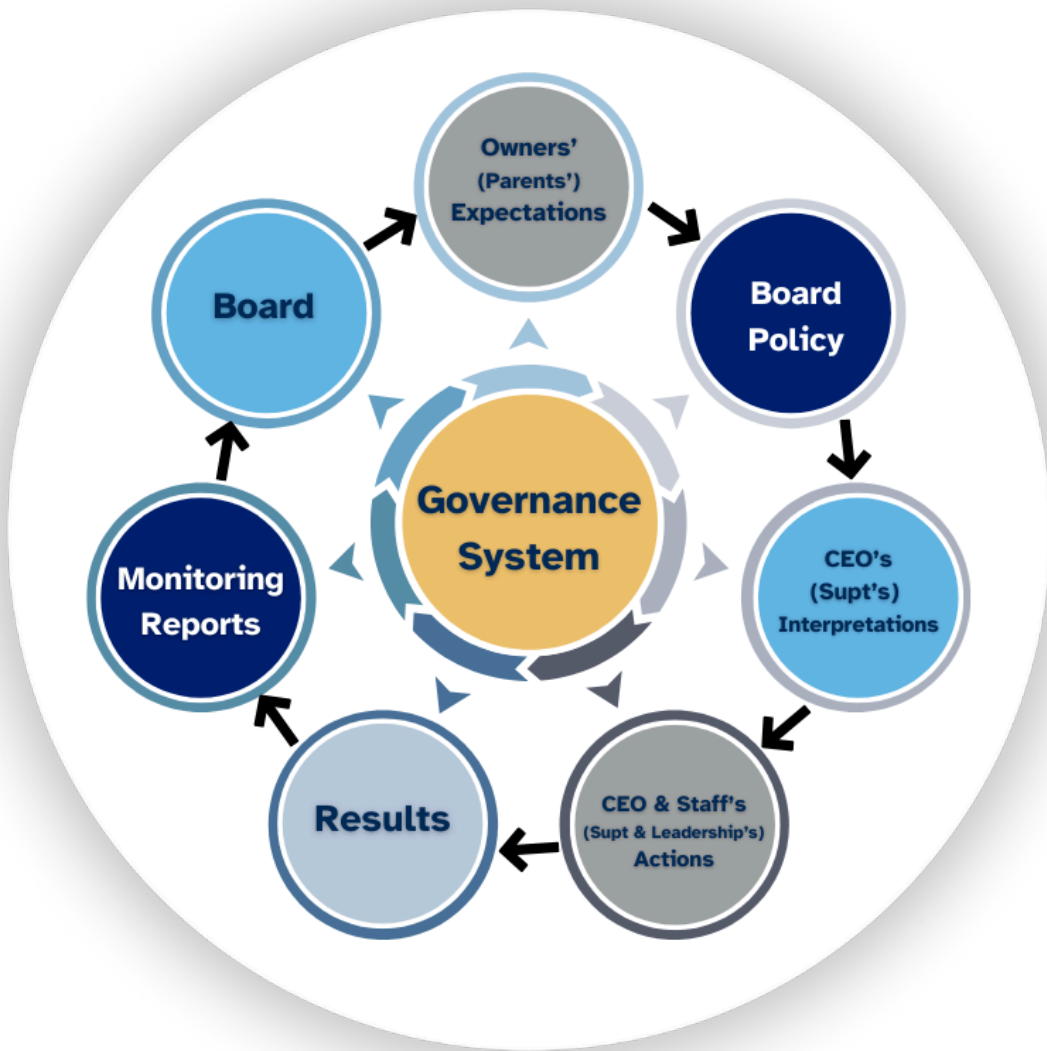 Owners'
(Parents')
Expectations
Board
Policy
CEO's
(Supt's)
Interpretations
CEO & Staff's
(Supt & Leadership's)
Actions
Results
Monitoring
Reports
Board
Governance
System